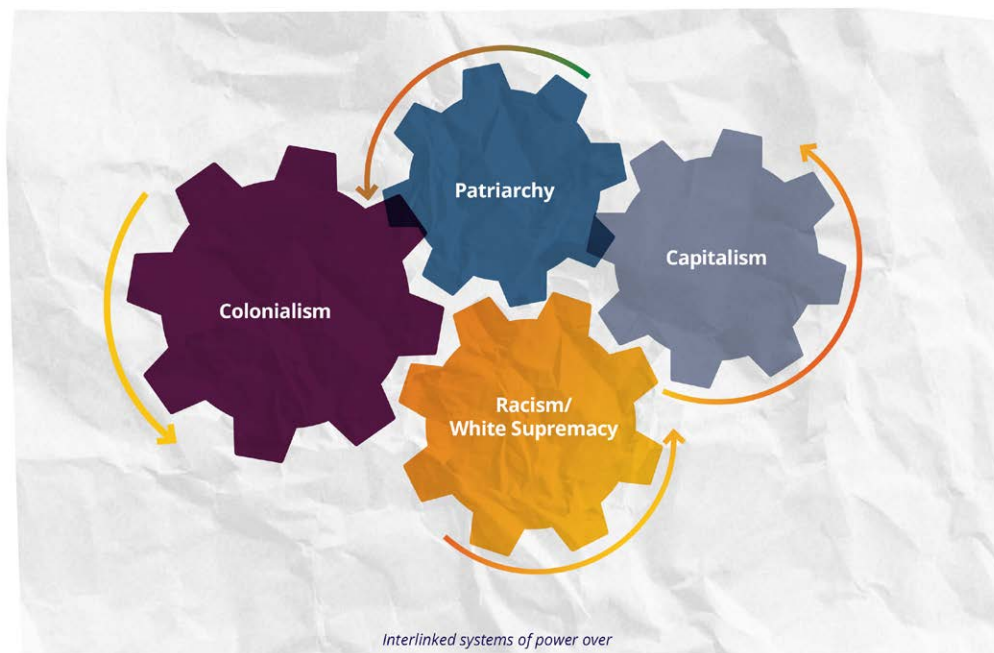 Patriarchy
Capitalism
Colonialism
Racism/
White Supremacy
Interlinked systems of power over